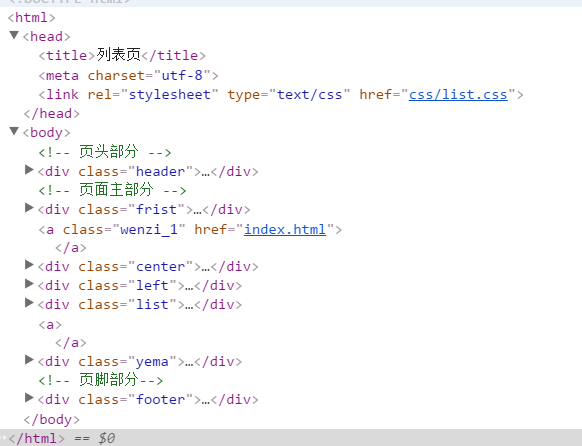 <!DOCTYPE html>
<html>
▼<head>
<title>列表页</title>
<meta charset="utf-8">
<link rel="stylesheet" type="text/css" href="css/list.css">
</head>
▼<body>
<!-- 页头部分 -->
▶<div class="header">…</div>
<!-- 页面主部分 -->
▶<div class="frist">…</div>
<a class="wenzi_1" href="index.html">
</a>
▶<div class="center">…</div>
▶<div class="left">…</div>
▶<div class="list">…</div>
<a>
</a>
▶<div class="yema">…</div>
<!-- 页脚部分-->
▶<div class="footer">…</div>
</body>
</html> == $0